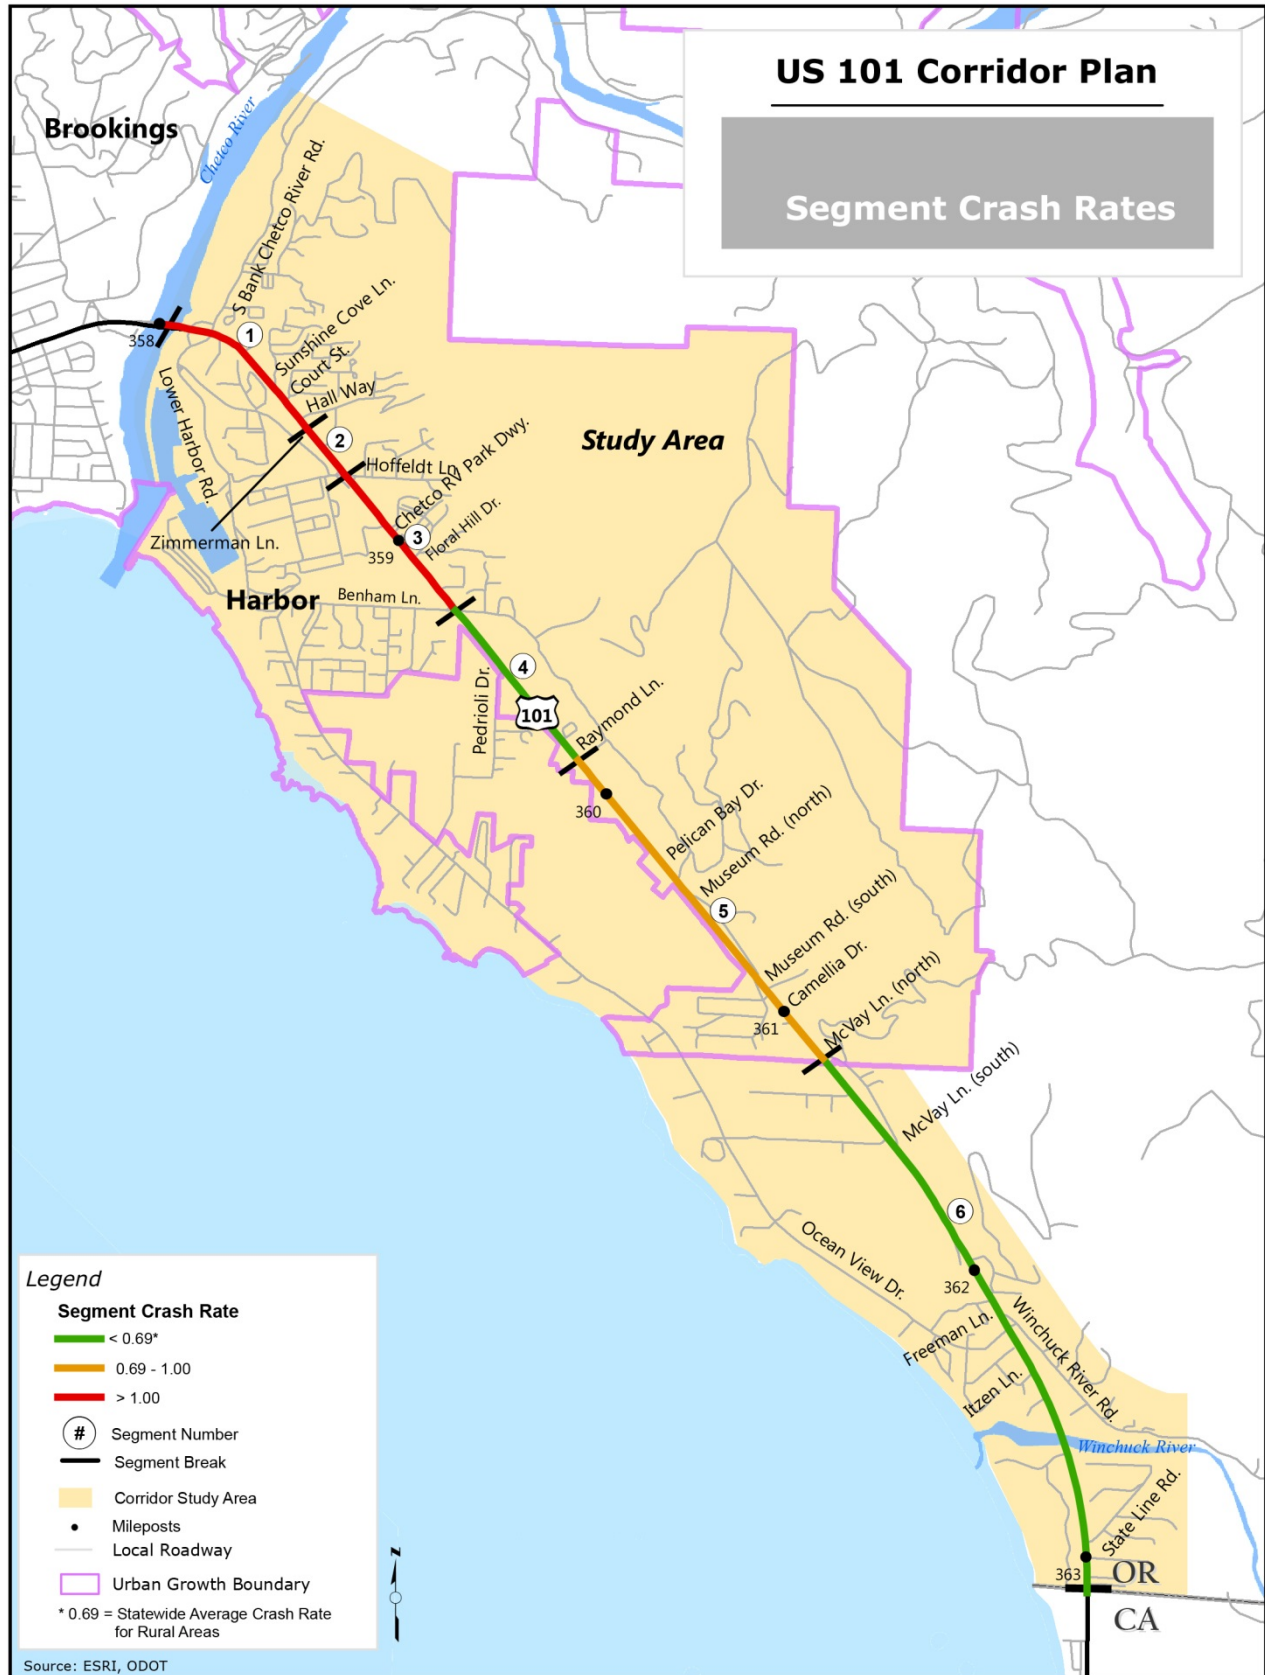 US 101 Corridor Plan
Segment Crash Rates
Brookings
Chetco River
S Bank Chetco River Rd.
358
1
Sunshine Cove Ln.
Court St.
Hall Way
Lower Harbor Rd.
2
Hoffeldt Ln.
Chetco RV Park Dwy.
Study Area
3
359
Floral Hill Dr.
Zimmerman Ln.
Harbor
Benham Ln.
4
Pedrioli Dr.
101
Raymond Ln.
360
Pelican Bay Dr.
Museum Rd. (north)
5
Museum Rd. (south)
Camellia Dr.
361
McVay Ln. (north)
McVay Ln. (south)
6
Ocean View Dr.
362
Winchuck River Rd.
Freeman Ln.
Itzen Ln.
Winchuck River
State Line Rd.
363
OR
CA
Legend
Segment Crash Rate
< 0.69*
0.69 - 1.00
> 1.00
# Segment Number
Segment Break
Corridor Study Area
Mileposts
Local Roadway
Urban Growth Boundary
* 0.69 = Statewide Average Crash Rate
for Rural Areas
Source: ESRI, ODOT
z